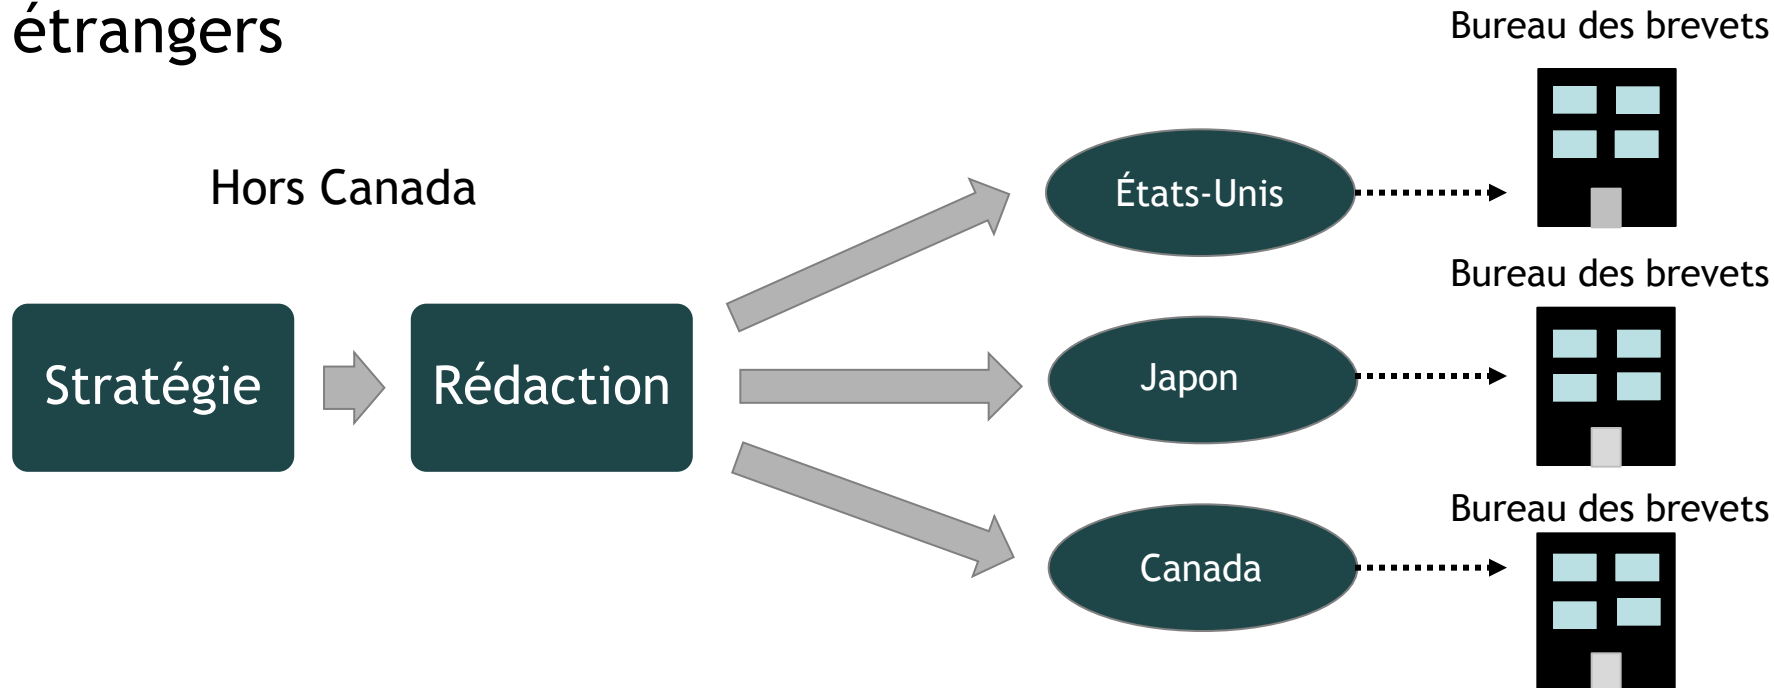 étrangers
Bureau des brevets
Hors Canada
États-Unis
Bureau des brevets
Stratégie
Rédaction
Japon
Bureau des brevets
Canada